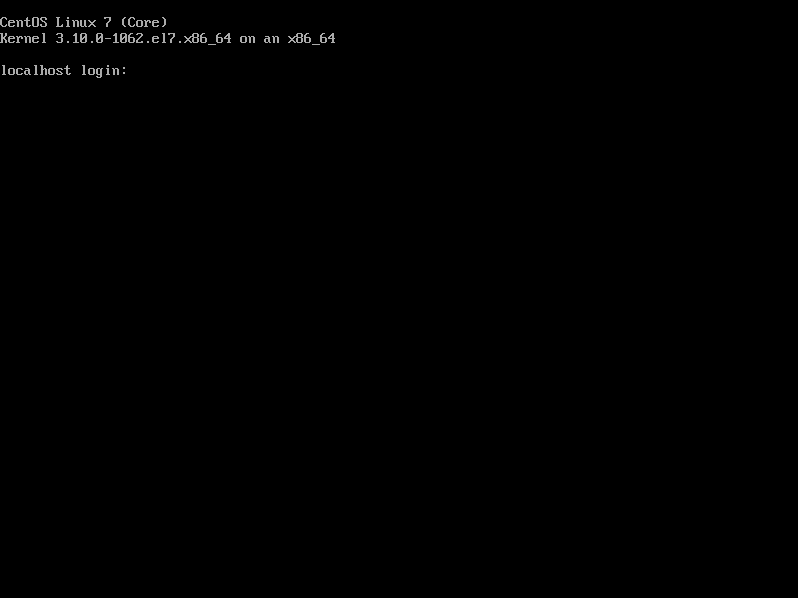 CentOS Linux 7 (Core)
Kernel 3.10.0-1062.el7.x86_64 on an x86_64
localhost login: